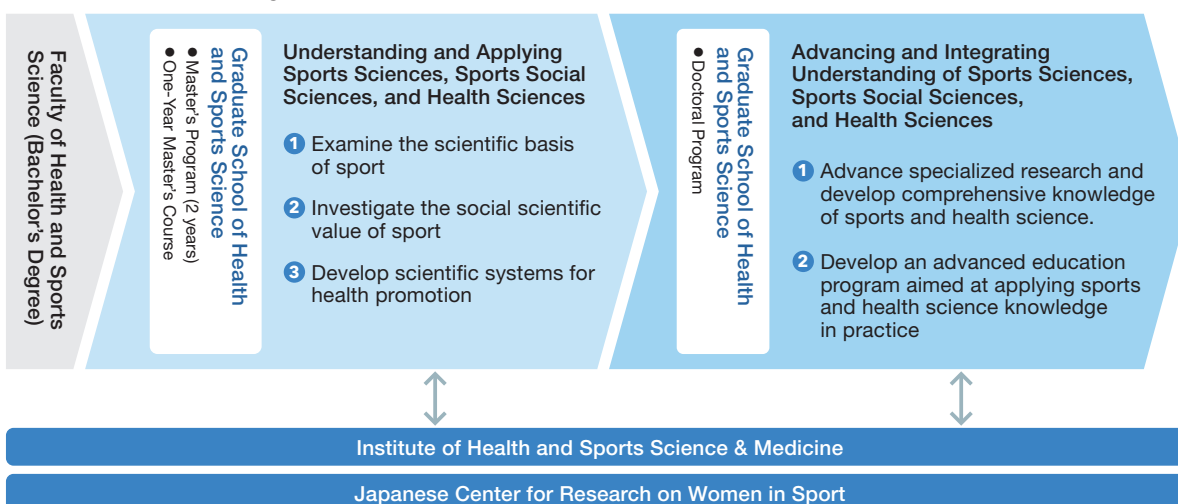 Faculty of Health and Sports
Science (Bachelor's Degree)
Graduate School of Health
and Sports Science
● Master's Program (2 years)
● One-Year Master's Course
Understanding and Applying
Sports Sciences, Sports Social
Sciences, and Health Sciences
1 Examine the scientific basis
of sport
2 Investigate the social scientific
value of sport
3 Develop scientific systems for
health promotion
Graduate School of Health
and Sports Science
● Doctoral Program
Advancing and Integrating
Understanding of Sports Sciences,
Sports Social Sciences,
and Health Sciences
1 Advance specialized research and
develop comprehensive knowledge
of sports and health science.
2 Develop an advanced education
program aimed at applying sports
and health science knowledge
in practice
Institute of Health and Sports Science & Medicine
Japanese Center for Research on Women in Sport